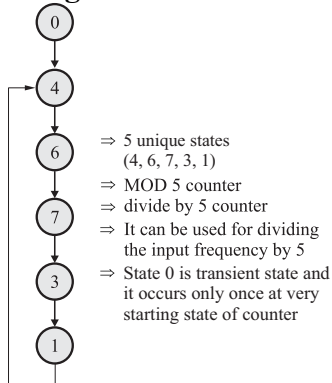 0
4
6
7
3
1
⇒ 5 unique states
(4, 6, 7, 3, 1)
⇒ MOD 5 counter
⇒ divide by 5 counter
⇒ It can be used for dividing
the input frequency by 5
⇒ State 0 is transient state and
it occurs only once at very
starting state of counter